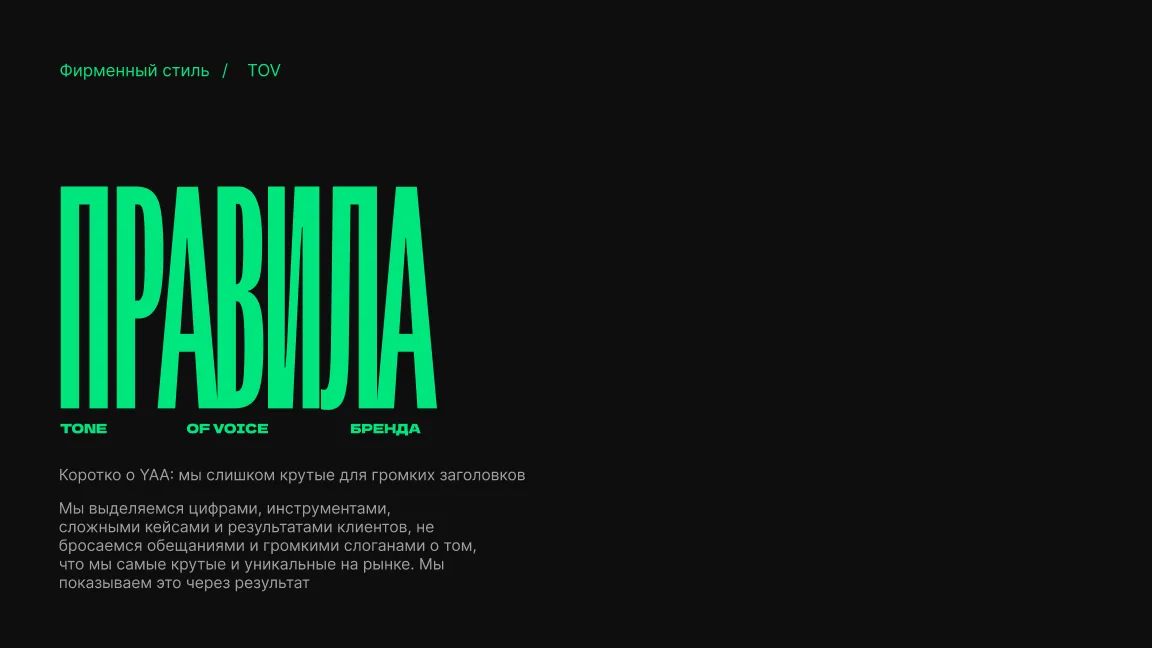 Фирменный стиль / TOV
ПРАВИЛА
TONE OF VOICE БРЕНДА
Коротко о YAA: мы слишком крутые для громких заголовков
Мы выделяемся цифрами, инструментами,
сложными кейсами и результатами клиентов, не
бросаемся обещаниями и громкими слоганами о том,
что мы самые крутые и уникальные на рынке. Мы
показываем это через результат